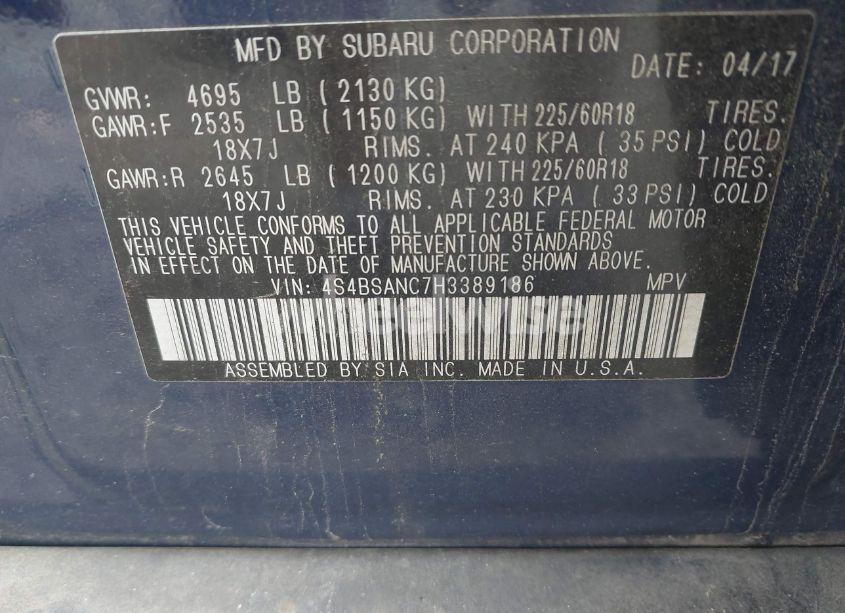 MFD BY SUBARU CORPORATION
DATE: 04/17
GVWR: 4695 LB ( 2130 KG)
GAWR:F 2535 LB ( 1150 KG) WITH 225/60R18 TIRES.
18X7J RIMS. AT 240 KPA ( 35 PSI) COLD
GAWR:R 2645 LB ( 1200 KG) WITH 225/60R18 TIRES.
18X7J RIMS. AT 230 KPA ( 33 PSI) COLD
THIS VEHICLE CONFORMS TO ALL APPLICABLE FEDERAL MOTOR
VEHICLE SAFETY AND THEFT PREVENTION STANDARDS
IN EFFECT ON THE DATE OF MANUFACTURE SHOWN ABOVE.
VIN: 4S4BSANC7H3389186 MPV
WheelWise
ASSEMBLED BY SIA INC. MADE IN U.S.A.